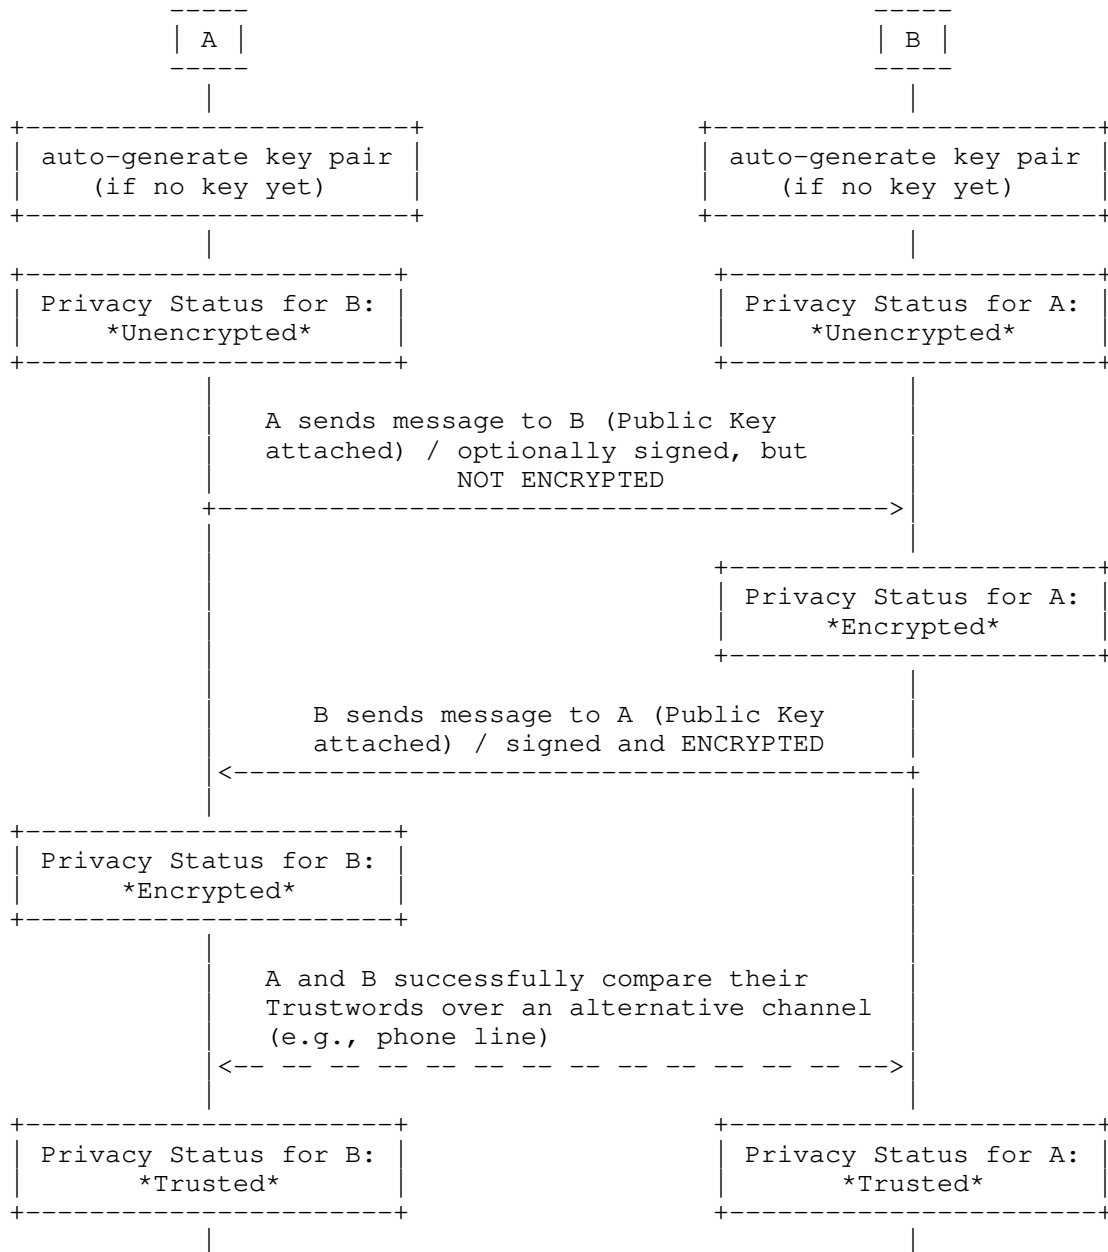 A
B
auto-generate key pair
(if no key yet)
auto-generate key pair
(if no key yet)
Privacy Status for B:
*Unencrypted*
Privacy Status for A:
*Unencrypted*
A sends message to B (Public Key
attached) / optionally signed, but
NOT ENCRYPTED
Privacy Status for A:
*Encrypted*
B sends message to A (Public Key
attached) / signed and ENCRYPTED
Privacy Status for B:
*Encrypted*
A and B successfully compare their
Trustwords over an alternative channel
(e.g., phone line)
Privacy Status for B:
*Trusted*
Privacy Status for A:
*Trusted*